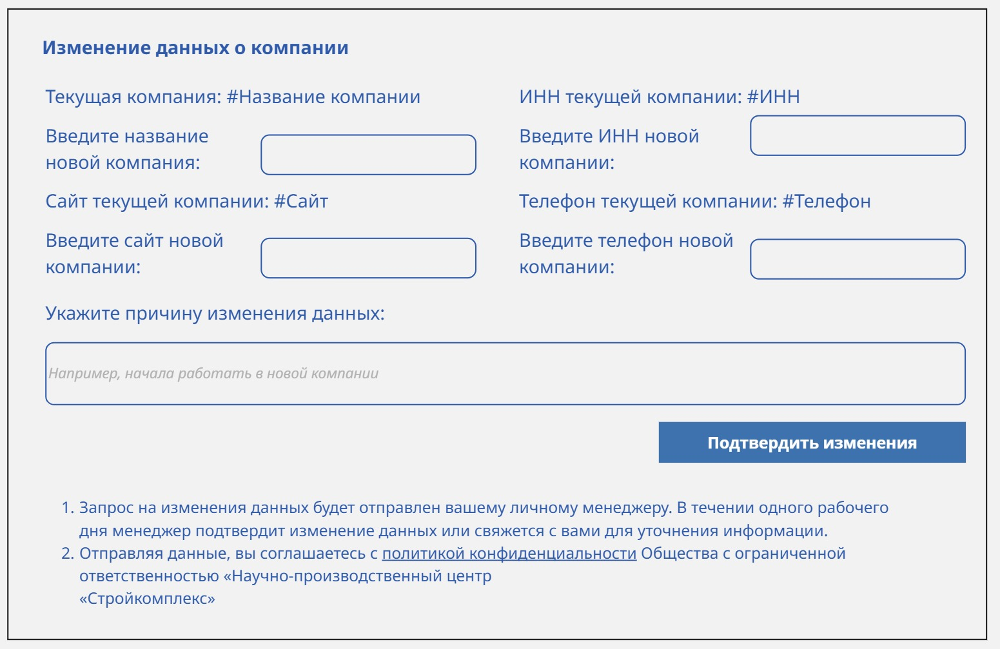 Изменение данных о компании
Текущая компания: #Название компании
ИНН текущей компании: #ИНН
Введите название
новой компания:
Введите ИНН новой
компании:
Сайт текущей компании: #Сайт
Телефон текущей компании: #Телефон
Введите сайт новой
компании:
Введите телефон новой
компании:
Укажите причину изменения данных:
Например, начала работать в новой компании
Подтвердить изменения
1. Запрос на изменения данных будет отправлен вашему личному менеджеру. В течении одного рабочего
дня менеджер подтвердит изменение данных или свяжется с вами для уточнения информации.
2. Отправляя данные, вы соглашаетесь с политикой конфиденциальности Общества с ограниченной
ответственностью «Научно-производственный центр
«Стройкомплекс»